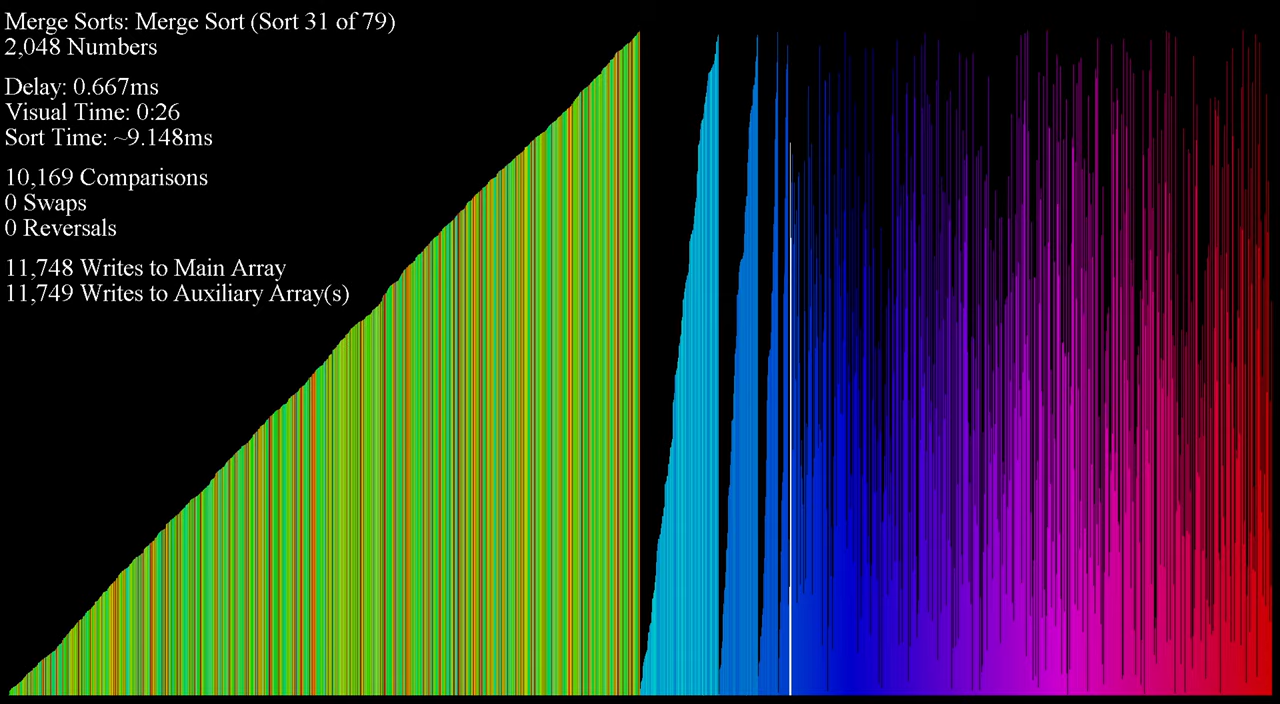 Merge Sorts: Merge Sort (Sort 31 of 79)
2,048 Numbers
Delay: 0.667ms
Visual Time: 0:26
Sort Time: ~9.148ms
10,169 Comparisons
0 Swaps
0 Reversals
11,748 Writes to Main Array
11,749 Writes to Auxiliary Array(s)